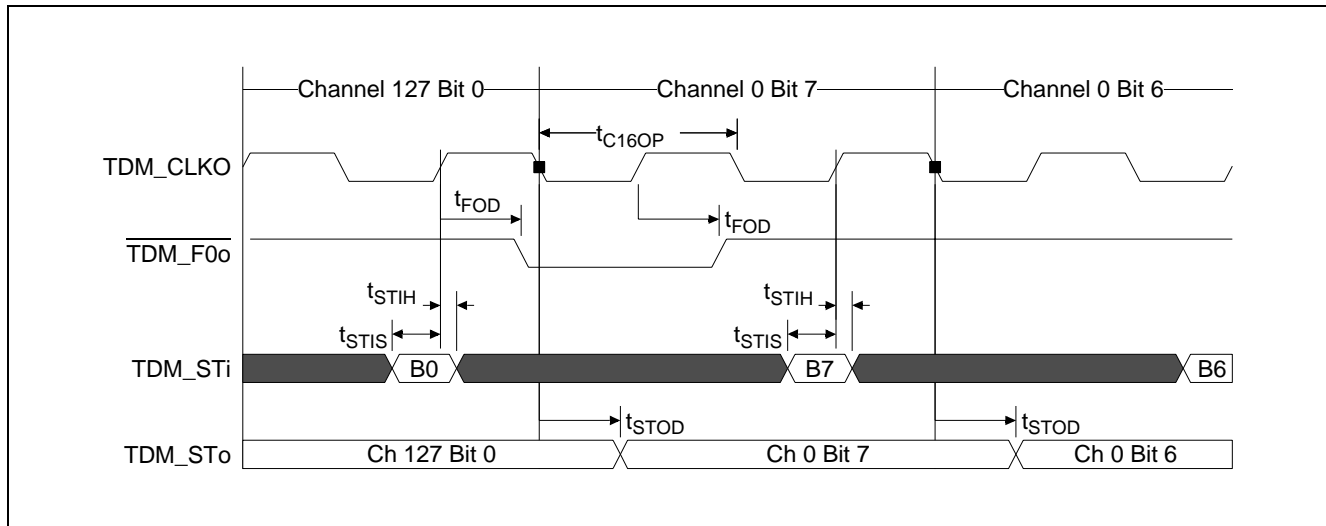 Channel 127 Bit 0 Channel 0 Bit 7 Channel 0 Bit 6
tC16OP
TDM_CLKO
tFOD
tFOD
TDM_F0o
tSTIH
tSTIH
tSTIS
tSTIS
TDM_STi B0 B7 B6
tSTOD
tSTOD
TDM_STo Ch 127 Bit 0 Ch 0 Bit 7 Ch 0 Bit 6